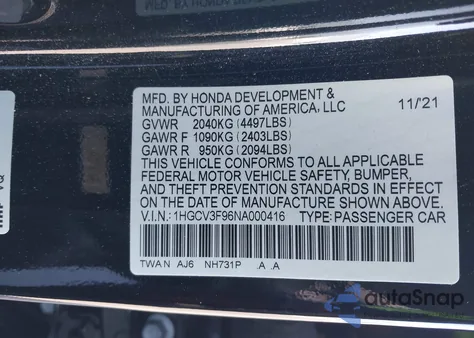 MFD. BY HONDA DEVELOPMENT &
MANUFACTURING OF AMERICA, LLC 11/21
GVWR 2040KG (4497LBS)
GAWR F 1090KG (2403LBS)
GAWR R 950KG (2094LBS)
THIS VEHICLE CONFORMS TO ALL APPLICABLE
FEDERAL MOTOR VEHICLE SAFETY, BUMPER,
AND THEFT PREVENTION STANDARDS IN EFFECT
ON THE DATE OF MANUFACTURE SHOWN ABOVE.
V.I.N.: 1HGCV3F96NA000416 TYPE: PASSENGER CAR
TWA N AJ6 NH731P .A .A
autoSnap